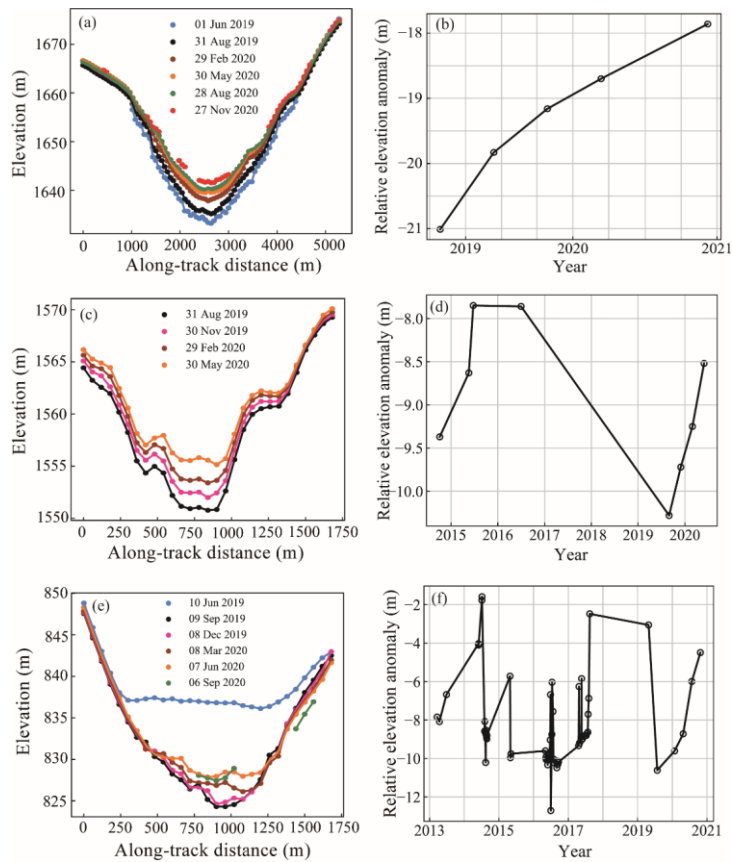 (a)
01 Jun 2019
31 Aug 2019
29 Feb 2020
30 May 2020
28 Aug 2020
27 Nov 2020
1670
1660
1650
1640
Elevation (m)
0 1000 2000 3000 4000 5000
Along-track distance (m)
(b)
−18
−19
−20
−21
Relative elevation anomaly (m)
2019 2020 2021
Year
(c)
31 Aug 2019
30 Nov 2019
29 Feb 2020
30 May 2020
1570
1565
1560
1555
1550
Elevation (m)
0 250 500 750 1000 1250 1500 1750
Along-track distance (m)
(d)
−8.0
−8.5
−9.0
−9.5
−10.0
Relative elevation anomaly (m)
2015 2016 2017 2018 2019 2020
Year
(e)
10 Jun 2019
09 Sep 2019
08 Dec 2019
08 Mar 2020
07 Jun 2020
06 Sep 2020
850
845
840
835
830
825
Elevation (m)
0 250 500 750 1000 1250 1500 1750
Along-track distance (m)
(f)
−2
−4
−6
−8
−10
−12
Relative elevation anomaly (m)
2013 2015 2017 2019 2021
Year